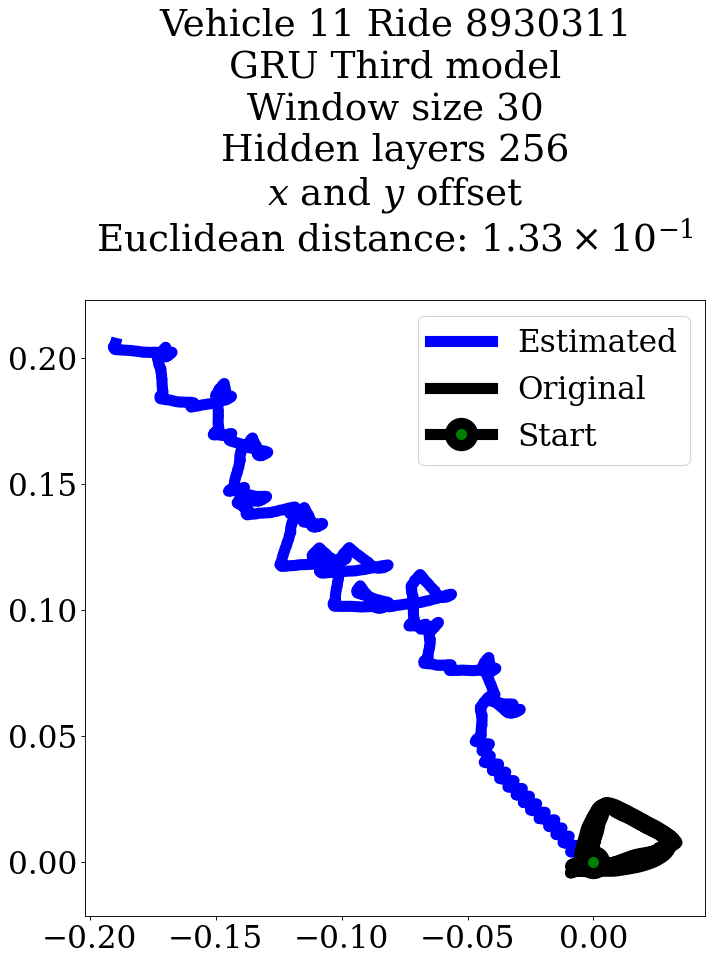 Vehicle 11 Ride 8930311
GRU Third model
Window size 30
Hidden layers 256
x and y offset
Euclidean distance: 1.33 × 10⁻¹
Estimated
Original
Start
0.20
0.15
0.10
0.05
0.00
−0.20
−0.15
−0.10
−0.05
0.00